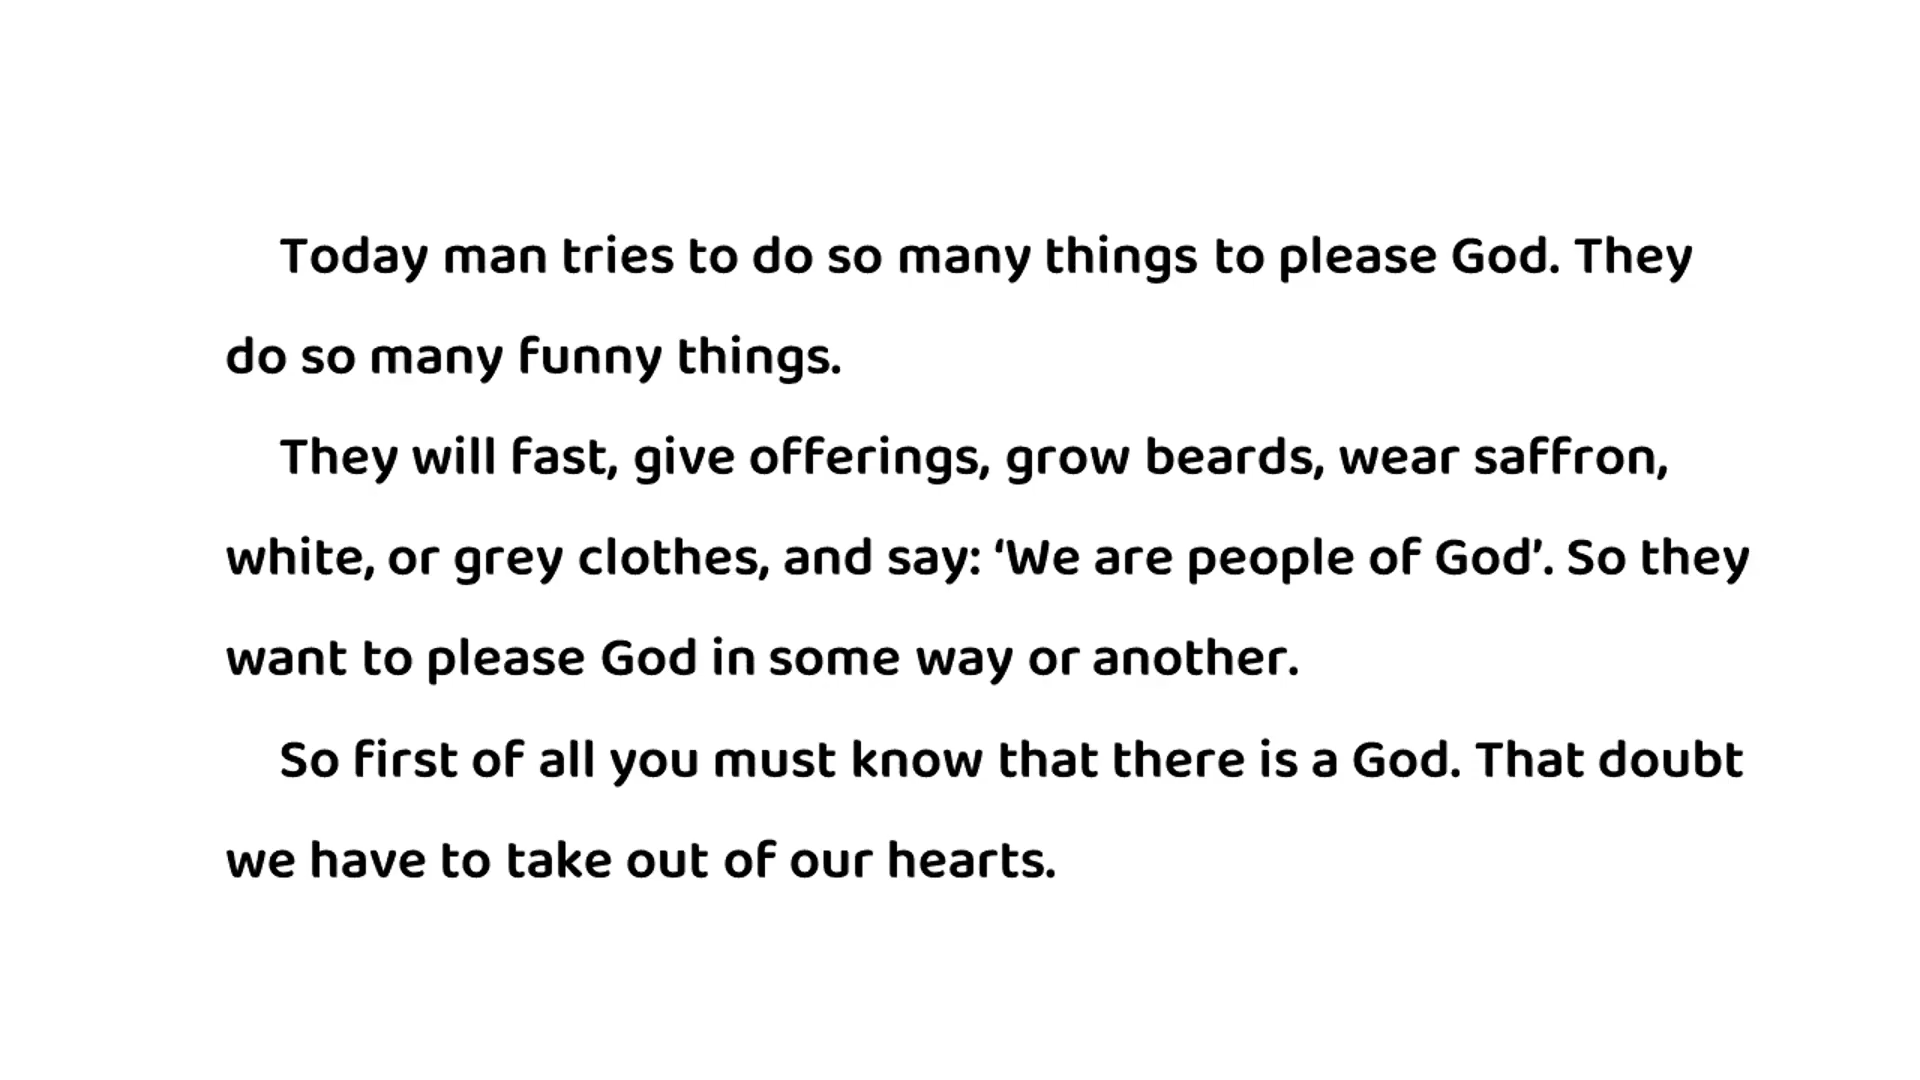 Today man tries to do so many things to please God. They
do so many funny things.
They will fast, give offerings, grow beards, wear saffron,
white, or grey clothes, and say: ‘We are people of God’. So they
want to please God in some way or another.
So first of all you must know that there is a God. That doubt
we have to take out of our hearts.